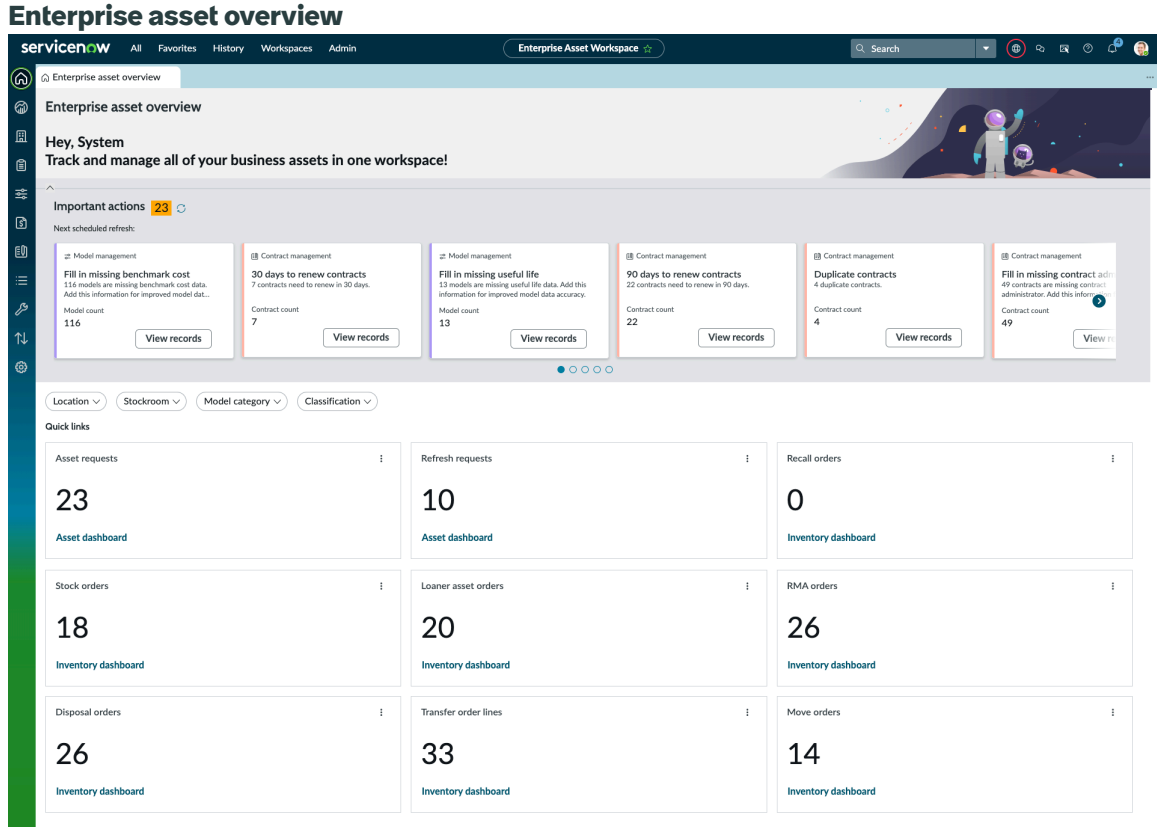 Enterprise asset overview
servicenow All Favorites History Workspaces Admin Enterprise Asset Workspace Search 4
Enterprise asset overview
Enterprise asset overview
Hey, System
Track and manage all of your business assets in one workspace!
Important actions 23
Next scheduled refresh:
Model management
Fill in missing benchmark cost
116 models are missing benchmark cost data.
Add this information for improved model dat...
Model count
116
View records
Contract management
30 days to renew contracts
7 contracts need to renew in 30 days.
Contract count
7
View records
Model management
Fill in missing useful life
13 models are missing useful life data. Add this
information for improved model data accuracy.
Model count
13
View records
Contract management
90 days to renew contracts
22 contracts need to renew in 90 days.
Contract count
22
View records
Contract management
Duplicate contracts
4 duplicate contracts.
Contract count
4
View records
Contract management
Fill in missing contract adm
49 contracts are missing contract
administrator. Add this
Contract count
49
View
Location Stockroom Model category Classification
Quick links
Asset requests
23
Asset dashboard
Refresh requests
10
Asset dashboard
Recall orders
0
Inventory dashboard
Stock orders
18
Inventory dashboard
Loaner asset orders
20
Inventory dashboard
RMA orders
26
Inventory dashboard
Disposal orders
26
Inventory dashboard
Transfer order lines
33
Inventory dashboard
Move orders
14
Inventory dashboard